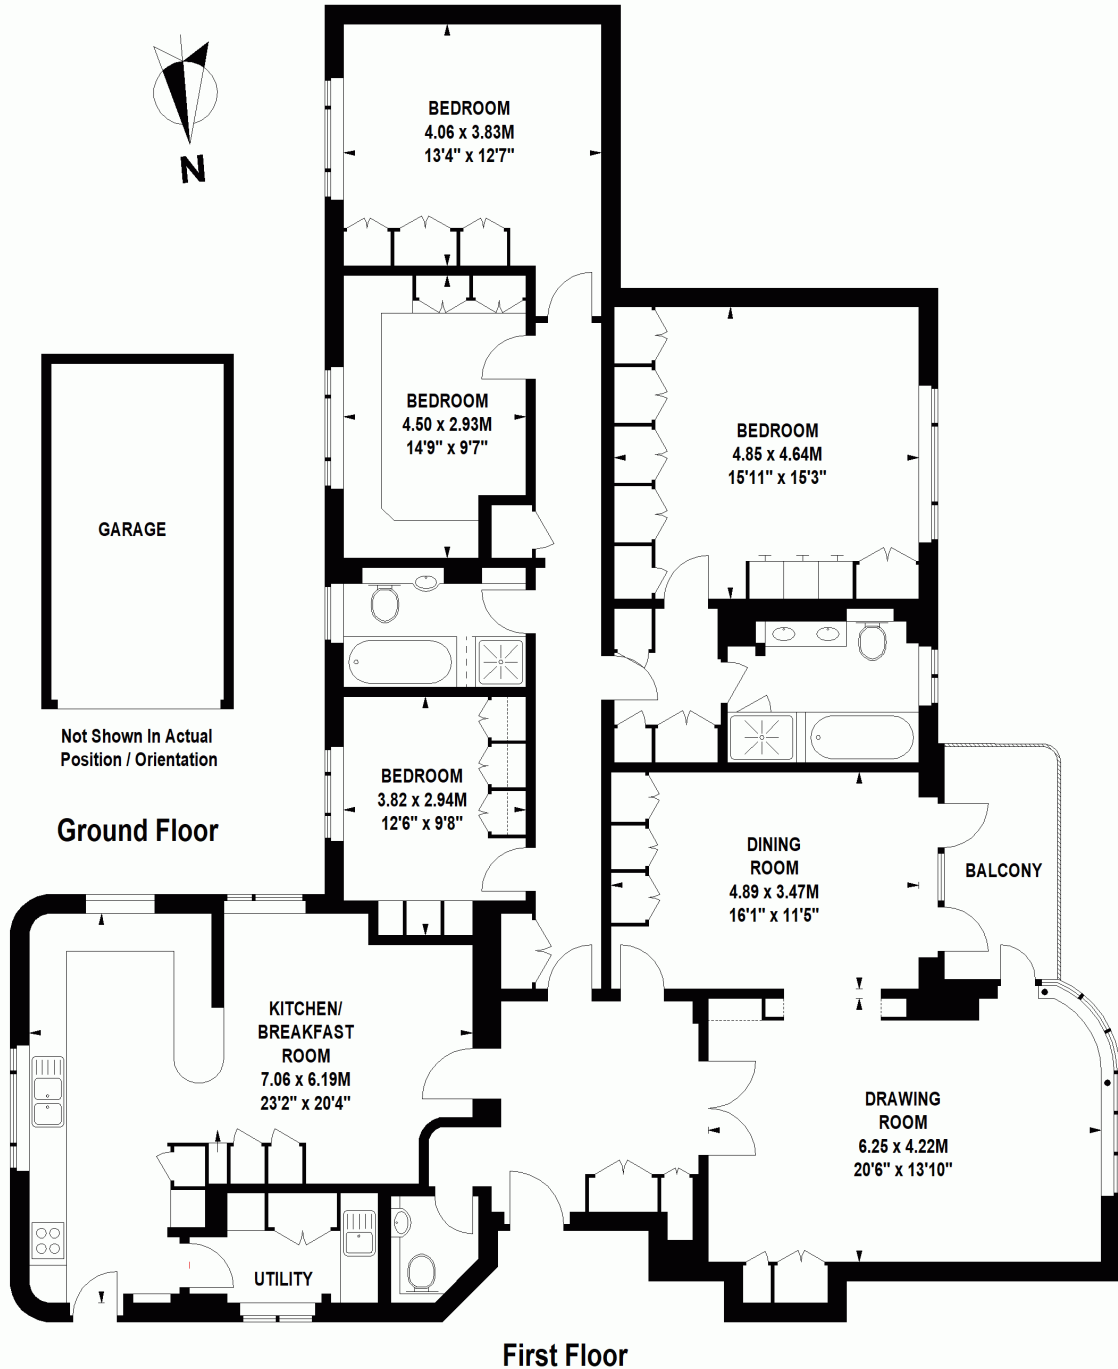 N
BEDROOM
4.06 x 3.83M
13'4" x 12'7"
BEDROOM
4.50 x 2.93M
14'9" x 9'7"
BEDROOM
4.85 x 4.64M
15'11" x 15'3"
GARAGE
Not Shown In Actual
Position / Orientation
Ground Floor
BEDROOM
3.82 x 2.94M
12'6" x 9'8"
DINING
ROOM
4.89 x 3.47M
16'1" x 11'5"
BALCONY
KITCHEN/
BREAKFAST
ROOM
7.06 x 6.19M
23'2" x 20'4"
DRAWING
ROOM
6.25 x 4.22M
20'6" x 13'10"
UTILITY
First Floor